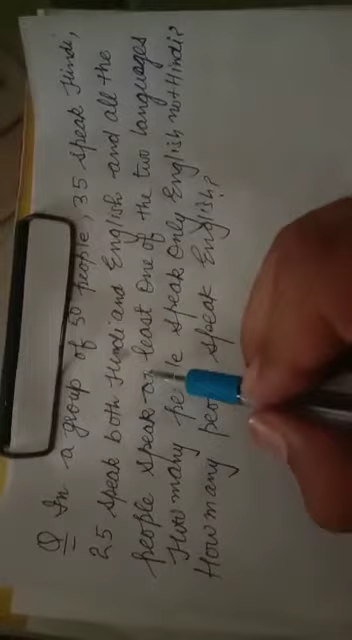 Q In a group of 50 people, 35 speak Hindi,
25 speak both Hindi and English and all the
people speak at least one of the two languages
How many people speak only English not Hindi?
How many people speak English?